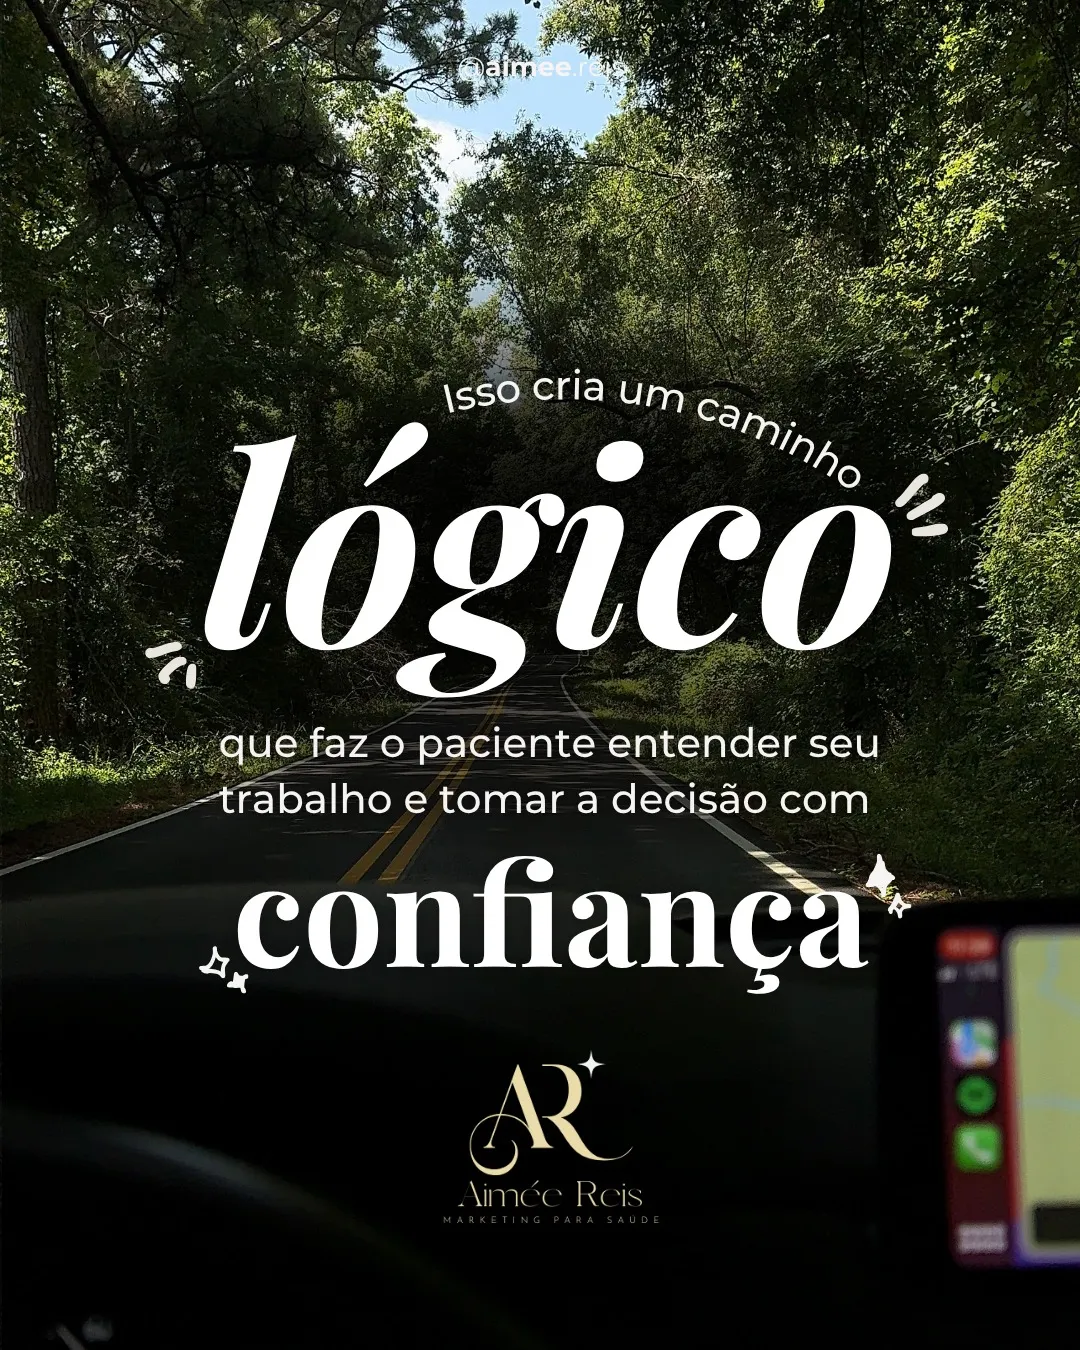 @aimee.reis
Isso cria um caminho
lógico
que faz o paciente entender seu
trabalho e tomar a decisão com
confiança
AR
Aimée Reis
MARKETING PARA SAÚDE